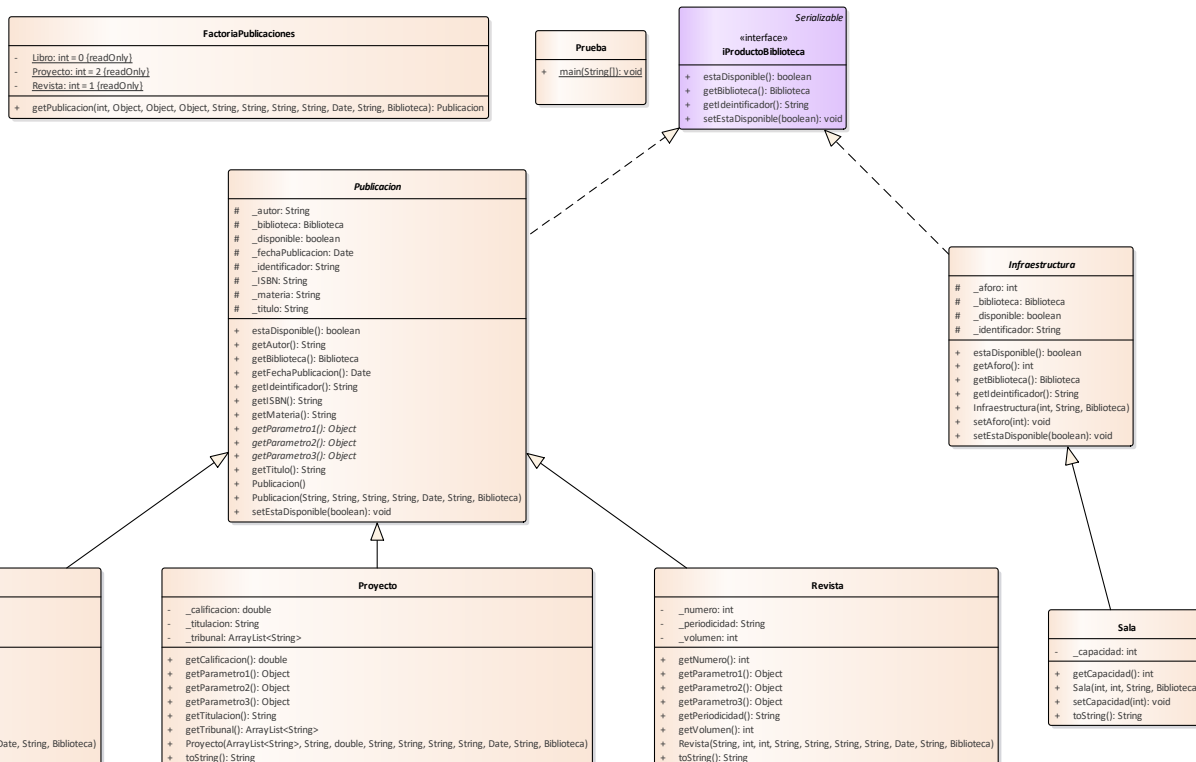 FactoriaPublicaciones
- Libro: int = 0 {readOnly}
- Proyecto: int = 2 {readOnly}
- Revista: int = 1 {readOnly}
+ getPublicacion(int, Object, Object, Object, String, String, String, String, Date, String, Biblioteca): Publicacion
Prueba
+ main(String[]): void
Serializable
«interface»
iProductoBiblioteca
+ estaDisponible(): boolean
+ getBiblioteca(): Biblioteca
+ getIdeintificador(): String
+ setEstaDisponible(boolean): void
Publicacion
# _autor: String
# _biblioteca: Biblioteca
# _disponible: boolean
# _fechaPublicacion: Date
# _identificador: String
# _ISBN: String
# _materia: String
# _titulo: String
+ estaDisponible(): boolean
+ getAutor(): String
+ getBiblioteca(): Biblioteca
+ getFechaPublicacion(): Date
+ getIdeintificador(): String
+ getISBN(): String
+ getMateria(): String
+ getParametro1(): Object
+ getParametro2(): Object
+ getParametro3(): Object
+ getTitulo(): String
+ Publicacion()
+ Publicacion(String, String, String, String, Date, String, Biblioteca)
+ setEstaDisponible(boolean): void
Infraestructura
# _aforo: int
# _biblioteca: Biblioteca
# _disponible: boolean
# _identificador: String
+ estaDisponible(): boolean
+ getAforo(): int
+ getBiblioteca(): Biblioteca
+ getIdeintificador(): String
+ Infraestructura(int, String, Biblioteca)
+ setAforo(int): void
+ setEstaDisponible(boolean): void
Date, String, Biblioteca)
Proyecto
- _calificacion: double
- _titulacion: String
- _tribunal: ArrayList<String>
+ getCalificacion(): double
+ getParametro1(): Object
+ getParametro2(): Object
+ getParametro3(): Object
+ getTitulacion(): String
+ getTribunal(): ArrayList<String>
+ Proyecto(ArrayList<String>, String, double, String, String, String, String, Date, String, Biblioteca)
+ toString(): String
Revista
- _numero: int
- _periodicidad: String
- _volumen: int
+ getNumero(): int
+ getParametro1(): Object
+ getParametro2(): Object
+ getParametro3(): Object
+ getPeriodicidad(): String
+ getVolumen(): int
+ Revista(String, int, int, String, String, String, String, Date, String, Biblioteca)
+ toString(): String
Sala
- _capacidad: int
+ getCapacidad(): int
+ Sala(int, int, String, Biblioteca
+ setCapacidad(int): void
+ toString(): String